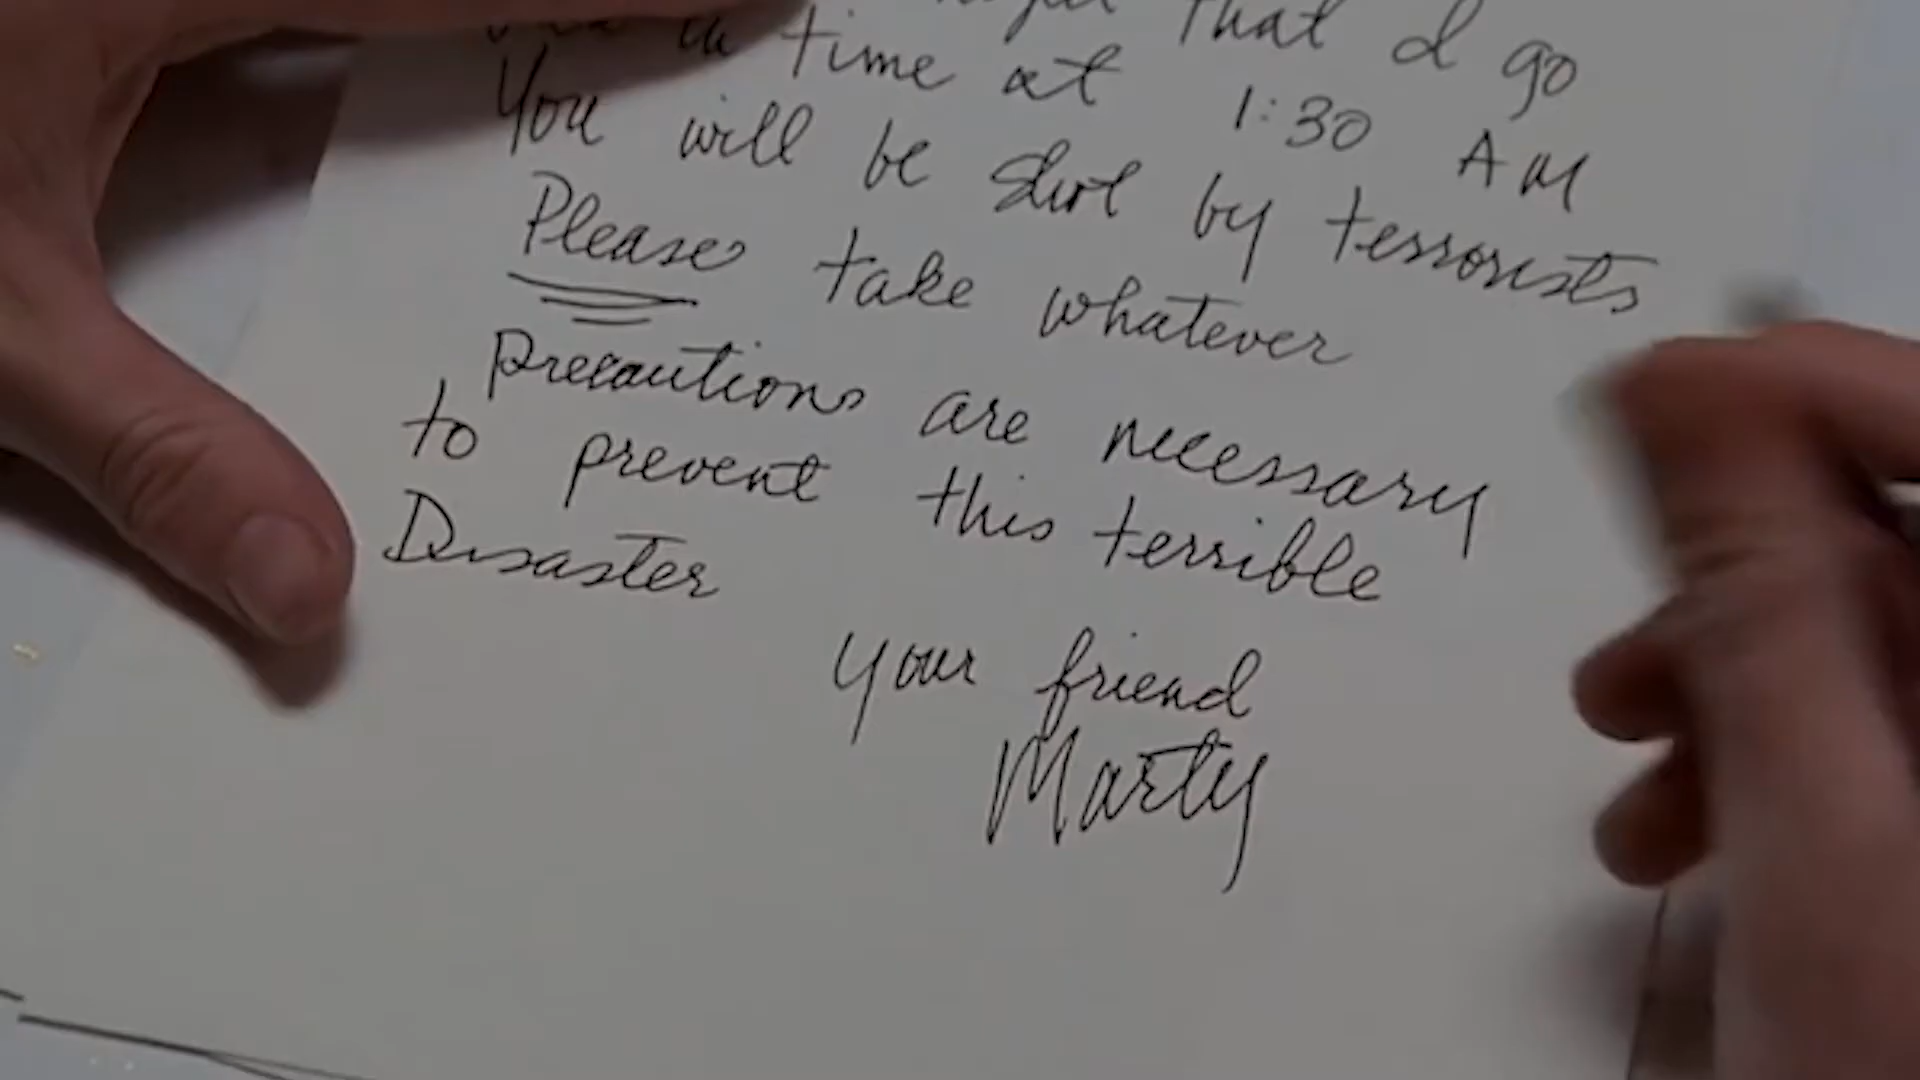 that I go
in time at 1:30 AM
You will be shot by terrorists
Please take whatever
precautions are necessary
to prevent this terrible
Disaster
your friend
Marty